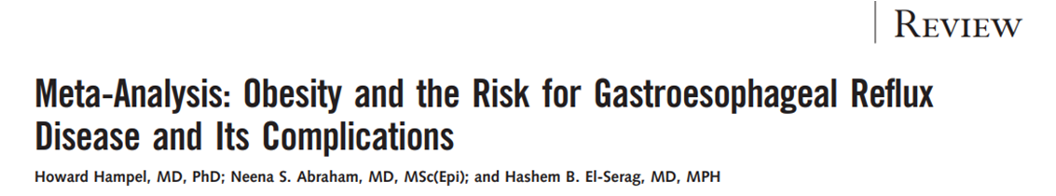 REVIEW
Meta-Analysis: Obesity and the Risk for Gastroesophageal Reflux
Disease and Its Complications
Howard Hampel, MD, PhD; Neena S. Abraham, MD, MSc(Epi); and Hashem B. El-Serag, MD, MPH